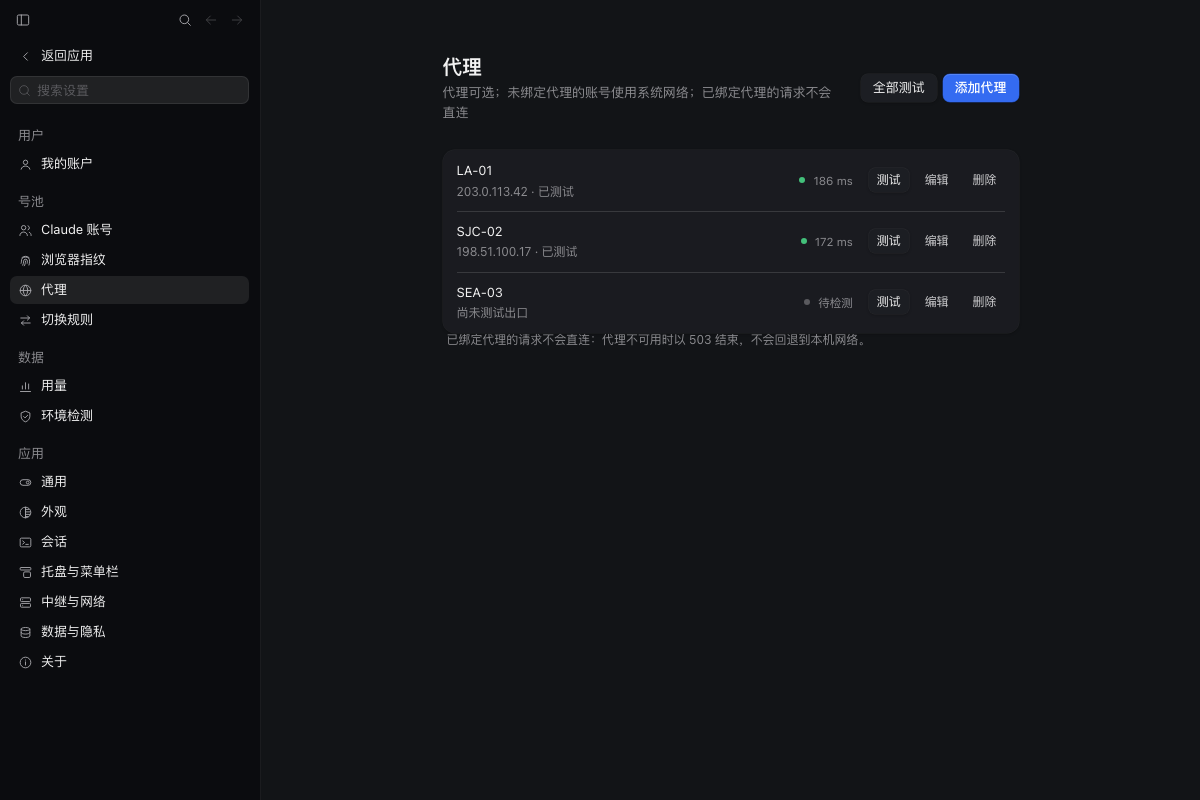 返回应用
搜索设置
用户
我的账户
号池
Claude 账号
浏览器指纹
代理
切换规则
数据
用量
环境检测
应用
通用
外观
会话
托盘与菜单栏
中继与网络
数据与隐私
关于
代理
代理可选；未绑定代理的账号使用系统网络；已绑定代理的请求不会
直连
全部测试
添加代理
LA-01
203.0.113.42 · 已测试
186 ms
测试
编辑
删除
SJC-02
198.51.100.17 · 已测试
172 ms
测试
编辑
删除
SEA-03
尚未测试出口
待检测
测试
编辑
删除
已绑定代理的请求不会直连：代理不可用时以 503 结束，不会回退到本机网络。